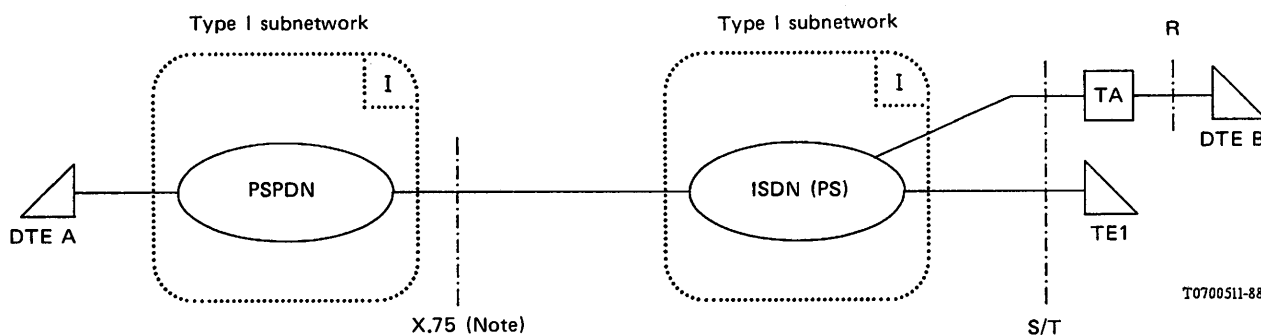 Type I subnetwork
Type I subnetwork
R
I
I
TA
DTE B
PSPDN
ISDN (PS)
DTE A
TE1
T0700511-88
X.75 (Note)
S/T